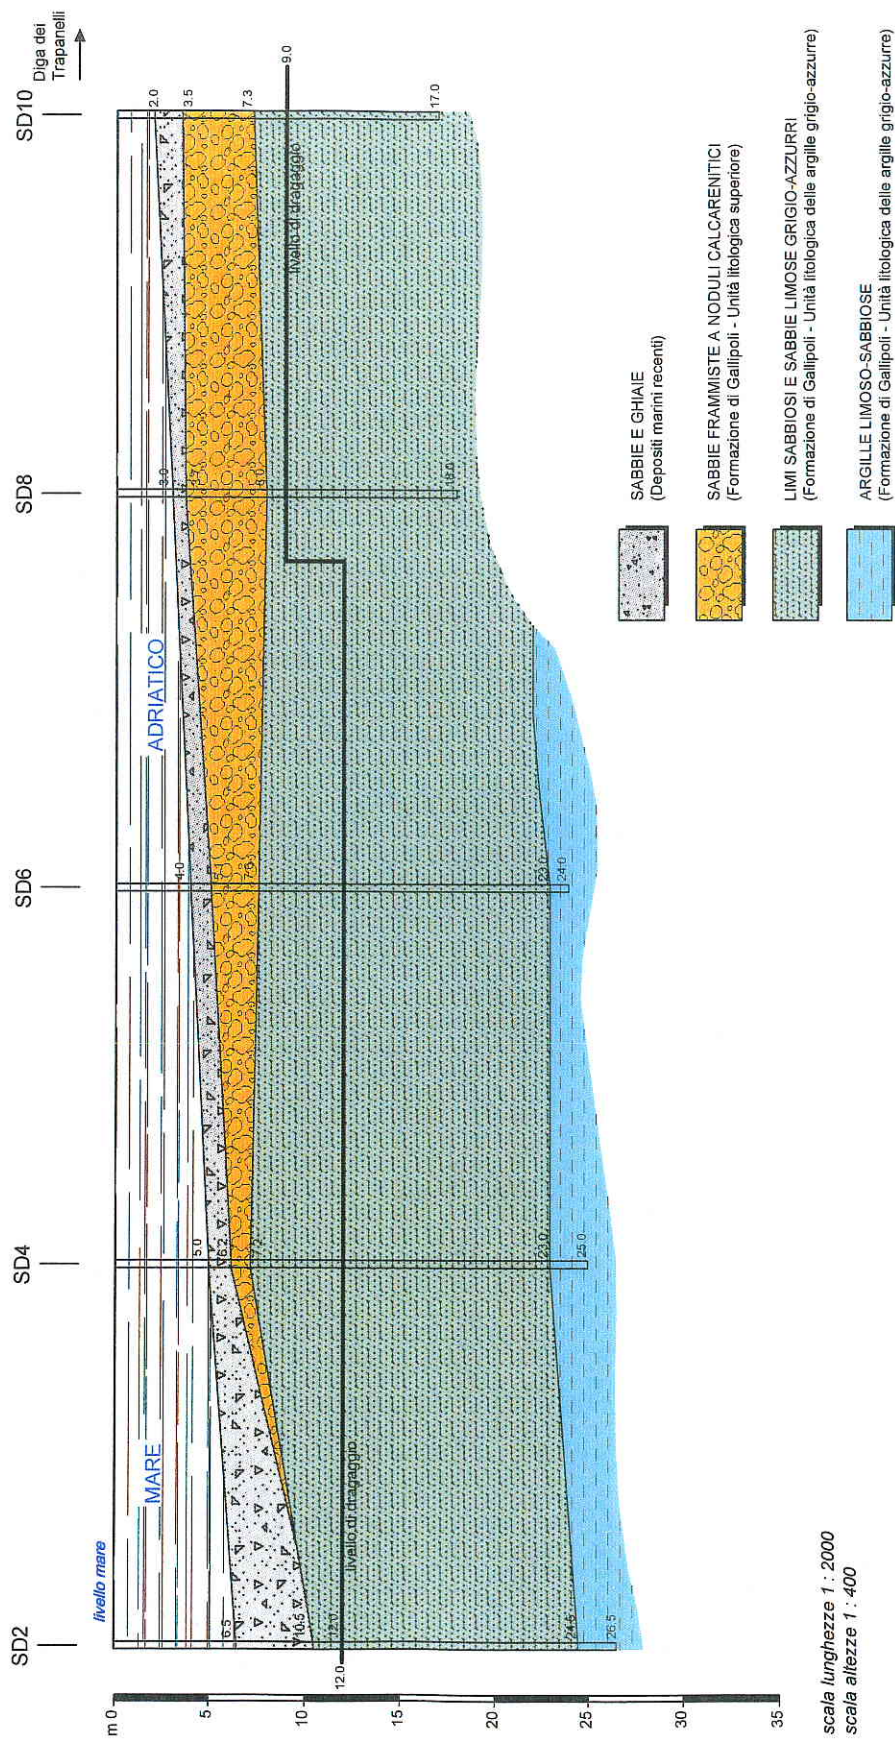 SD2
SD4
SD6
SD8
SD10
Diga dei
Trapanelli
livello mare
MARE
ADRIATICO
m 0
5
10
15
20
25
30
35
6.5
10.5
12.0
12.0
24.5
26.5
5.0
6.2
7.2
23.0
25.0
4.0
5.1
7.6
23.0
24.0
3.0
8.0
18.0
2.0
3.5
7.3
9.0
17.0
livello di dragaggio
livello di dragaggio
SABBIE E GHIAIE
(Depositi marini recenti)
SABBIE FRAMMISTE A NODULI CALCARENITICI
(Formazione di Gallipoli - Unità litologica superiore)
LIMI SABBIOSI E SABBIE LIMOSE GRIGIO-AZZURRI
(Formazione di Gallipoli - Unità litologica delle argille grigio-azzurre)
ARGILLE LIMOSO-SABBIOSE
(Formazione di Gallipoli - Unità litologica delle argille grigio-azzurre)
scala lunghezze 1 : 2000
scala altezze 1 : 400